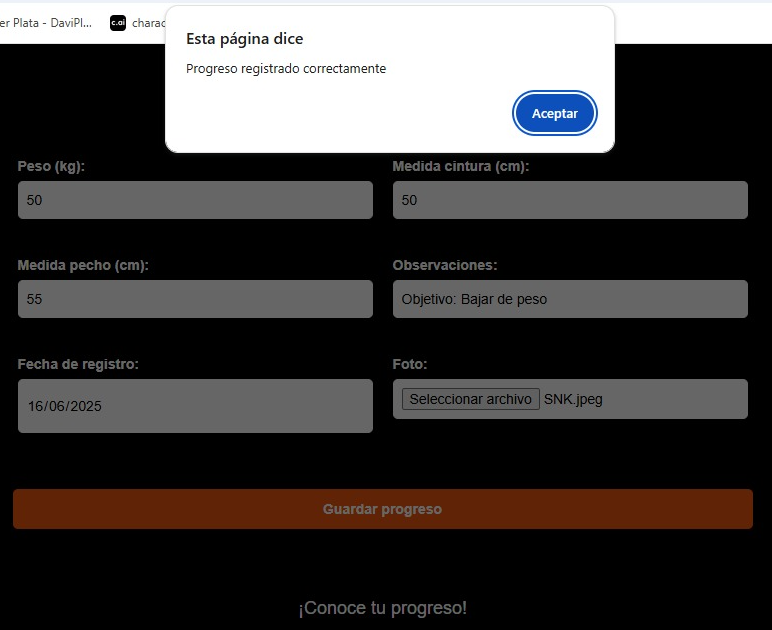 er Plata - DaviPl... c.ai charac
Esta página dice
Progreso registrado correctamente
Aceptar
Peso (kg): Medida cintura (cm):
50 50
Medida pecho (cm): Observaciones:
55 Objetivo: Bajar de peso
Fecha de registro: Foto:
16/06/2025 Seleccionar archivo SNK.jpeg
Guardar progreso
¡Conoce tu progreso!